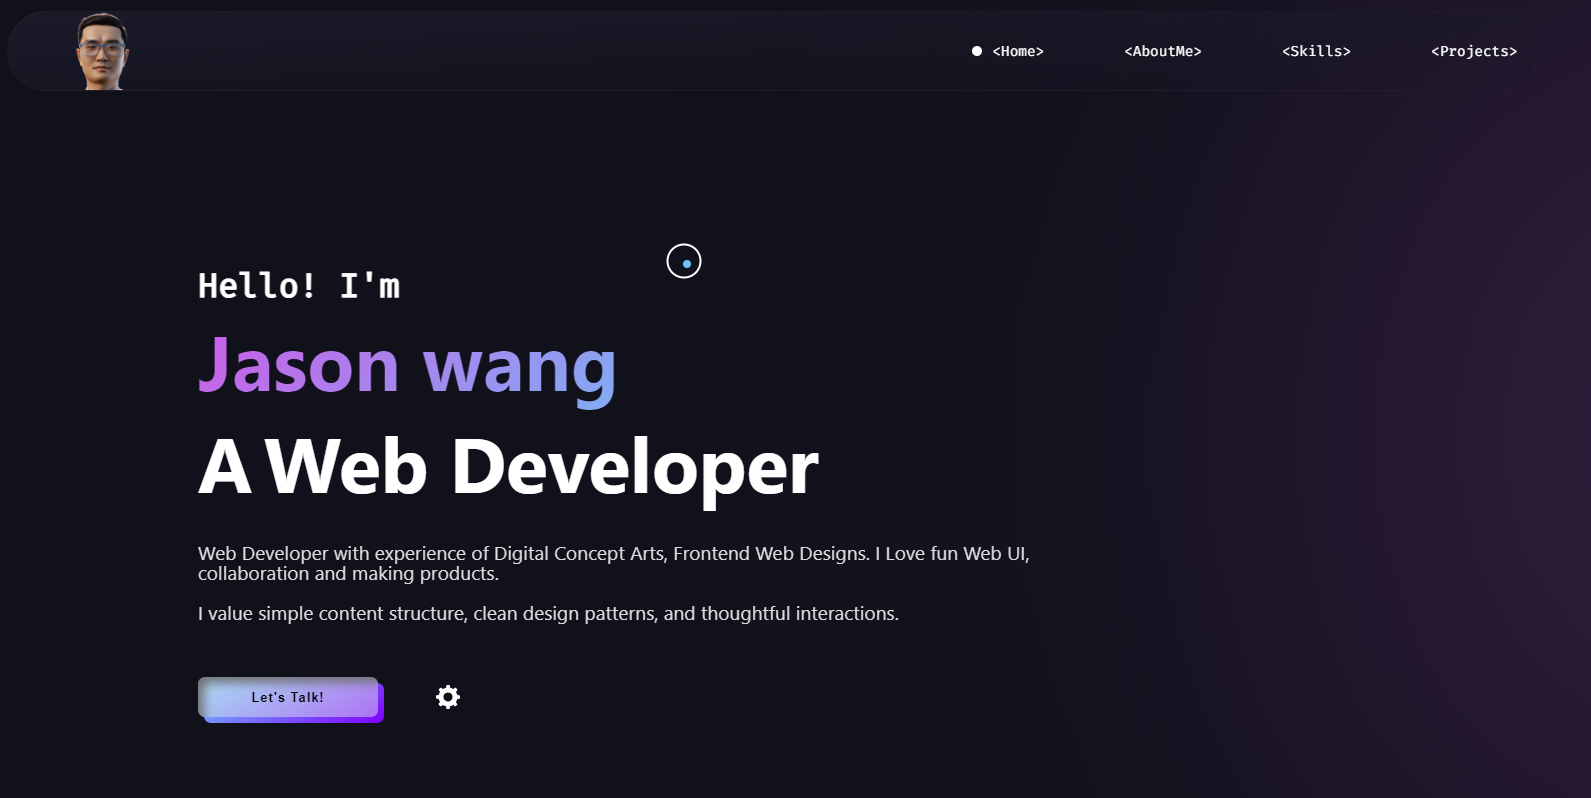 <Home> <AboutMe> <Skills> <Projects>
Hello! I'm
Jason wang
A Web Developer
Web Developer with experience of Digital Concept Arts, Frontend Web Designs. I Love fun Web UI,
collaboration and making products.
I value simple content structure, clean design patterns, and thoughtful interactions.
Let's Talk!